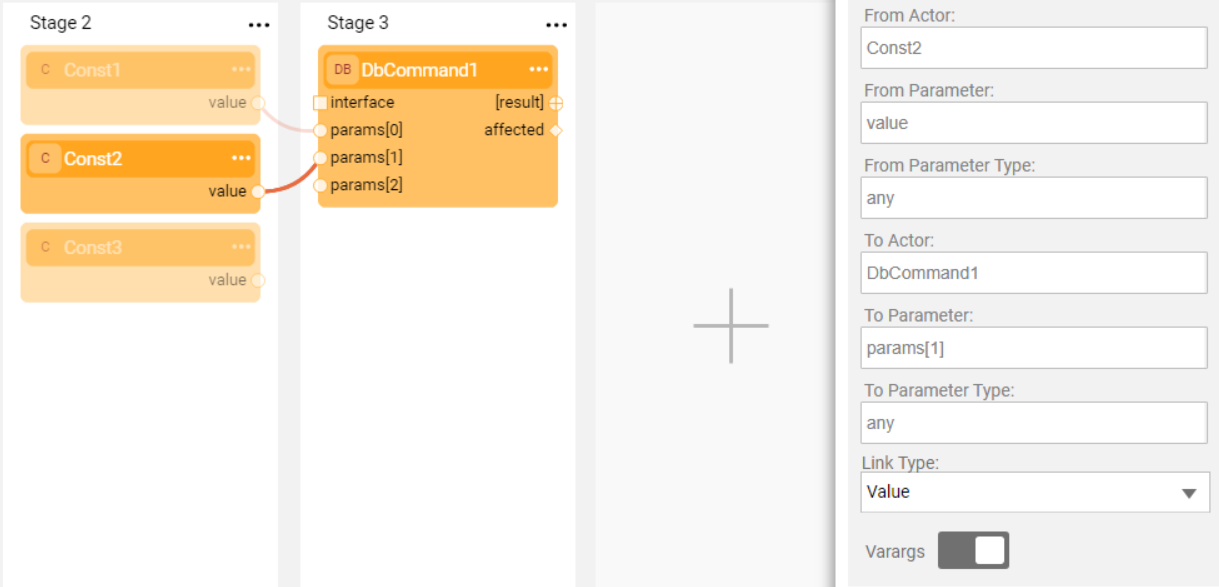 Stage 2
C Const1
value
C Const2
value
C Const3
value
Stage 3
DB DbCommand1
interface [result]
params[0] affected
params[1]
params[2]
From Actor:
Const2
From Parameter:
value
From Parameter Type:
any
To Actor:
DbCommand1
To Parameter:
params[1]
To Parameter Type:
any
Link Type:
Value
Varargs